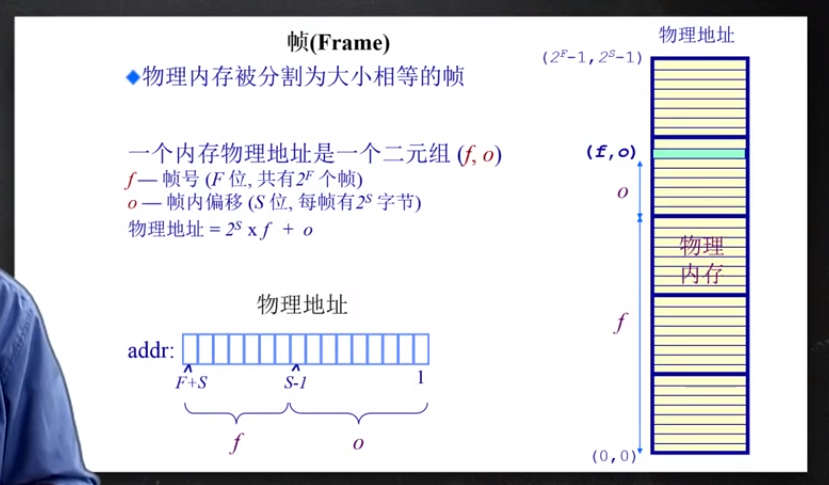 帧(Frame)
◆物理内存被分割为大小相等的帧
一个内存物理地址是一个二元组 (f, o)
f — 帧号 (F 位, 共有2^F 个帧)
o — 帧内偏移 (S 位, 每帧有2^S 字节)
物理地址 = 2^S x f + o
物理地址
addr:
F+S
S-1
1
f
o
物理地址
(2^F-1,2^S-1)
(f,o)
o
物理
内存
f
(0,0)